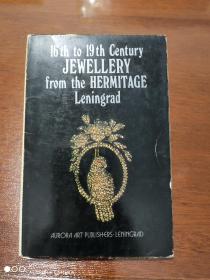 16th to 19th Century
JEWELLERY
from the HERMITAGE
Leningrad
AURORA ART PUBLISHERS·LENINGRAD